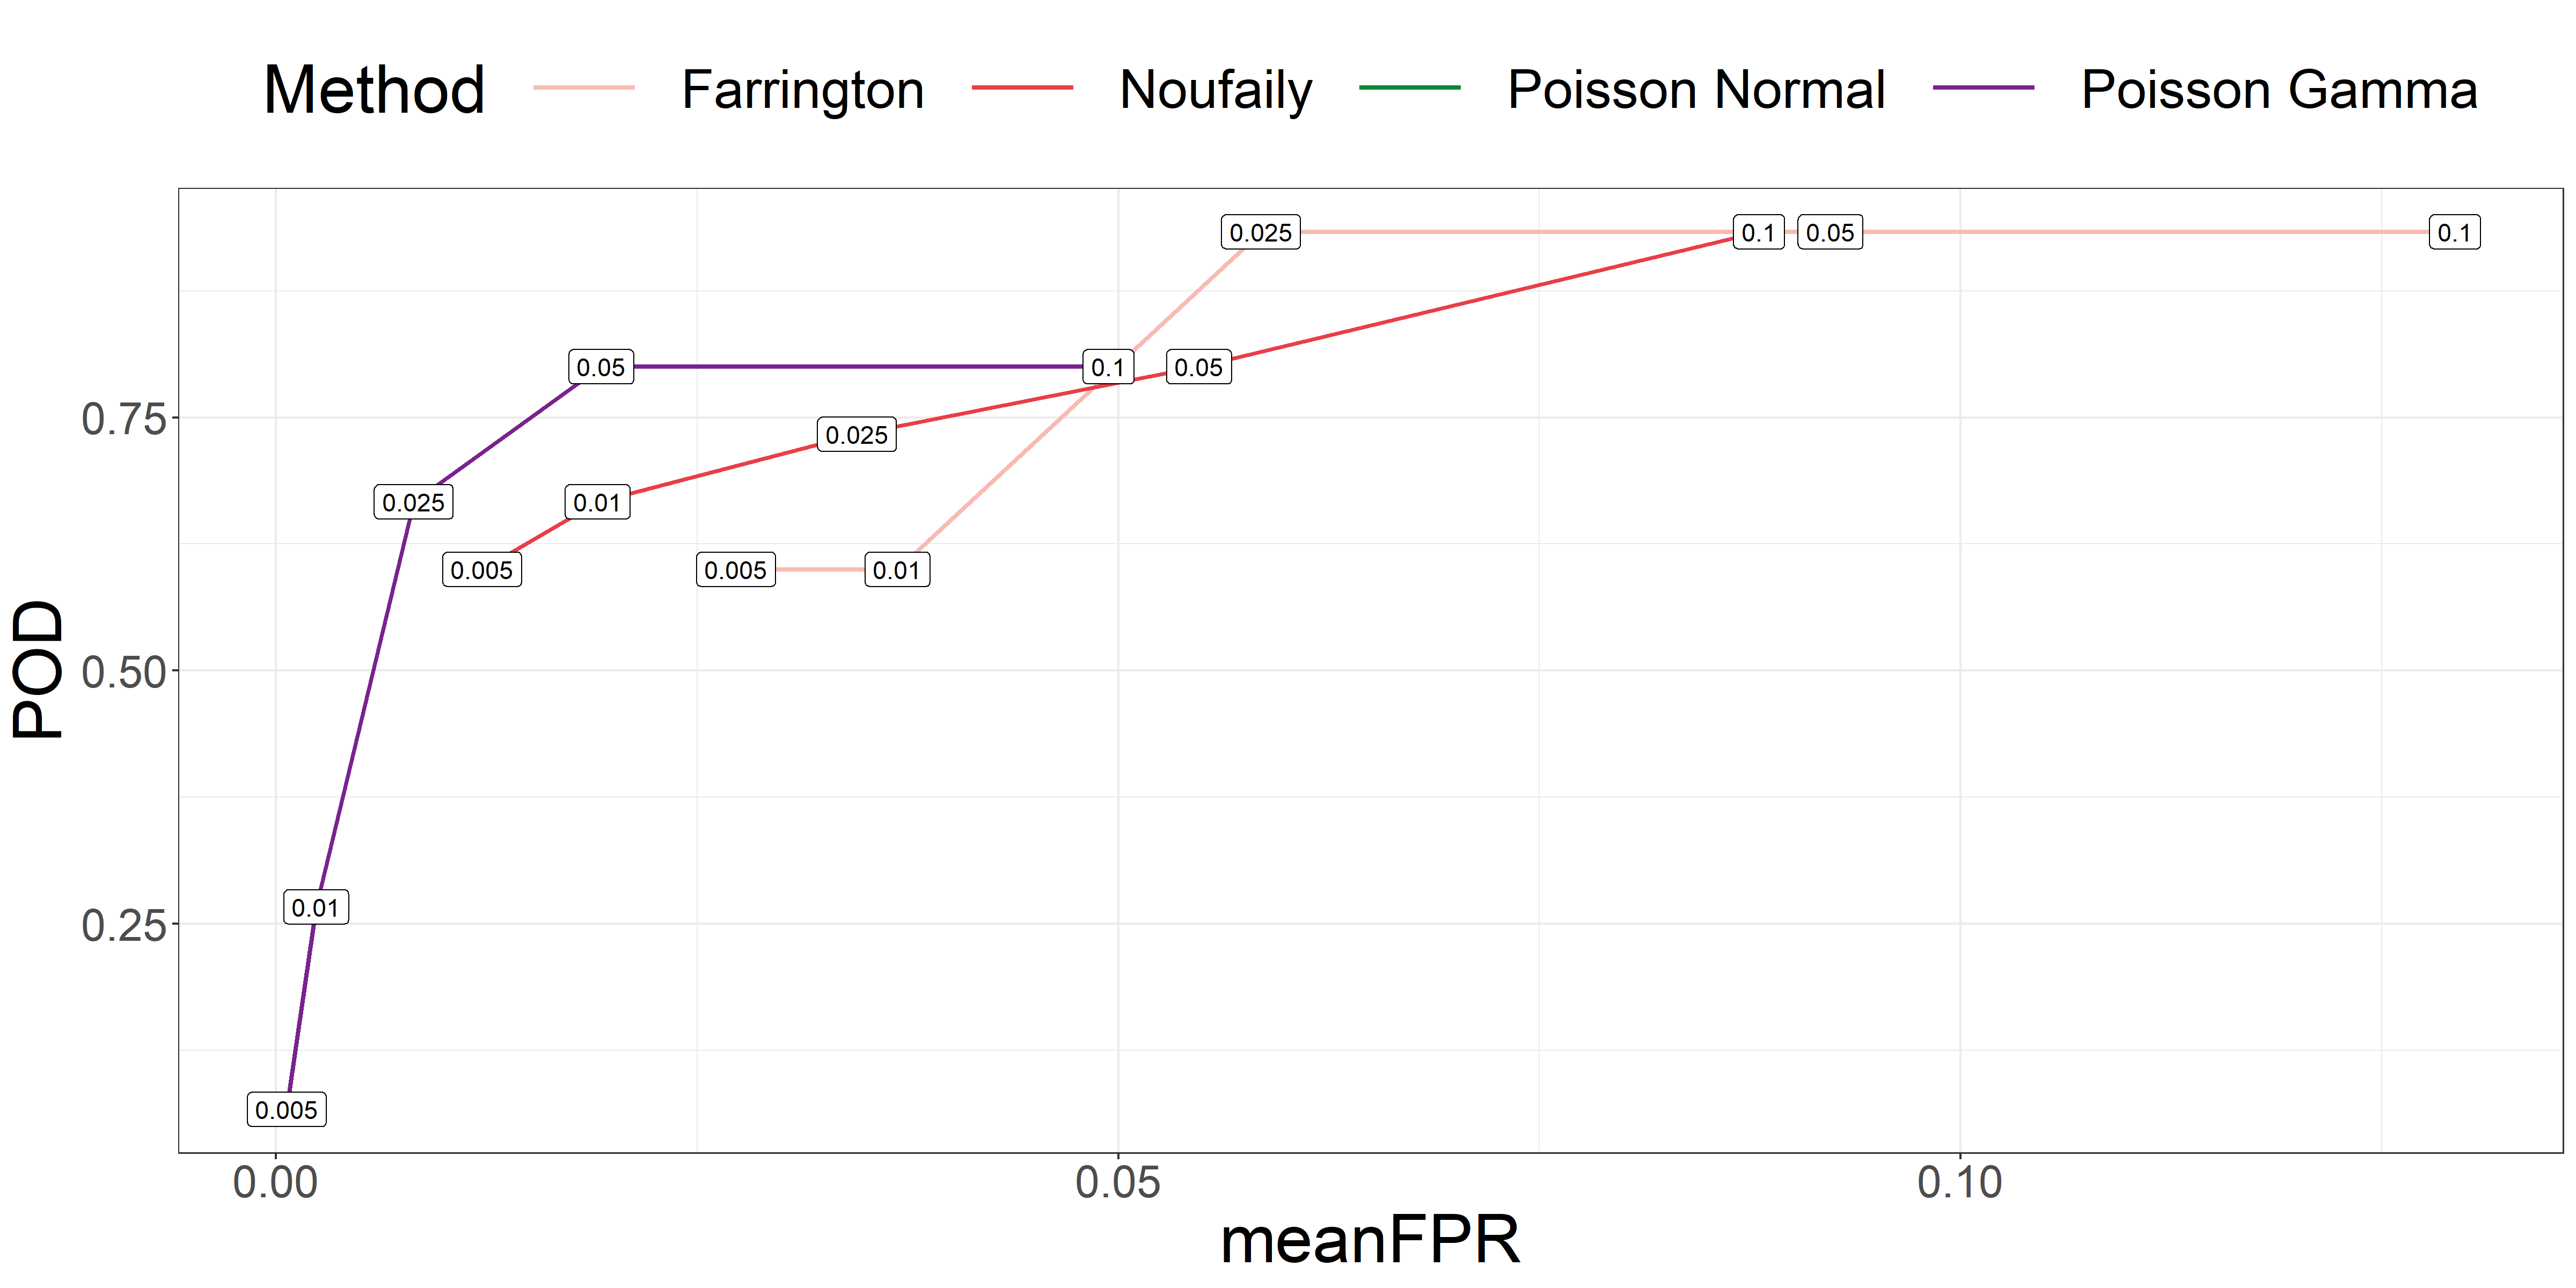 Method Farrington Noufaily Poisson Normal Poisson Gamma
0.025 0.1 0.05 0.1
0.05 0.1 0.05
0.75
0.025
0.025 0.01
0.005 0.005 0.01
POD
0.50
0.01
0.25
0.005
0.00 0.05 0.10
meanFPR